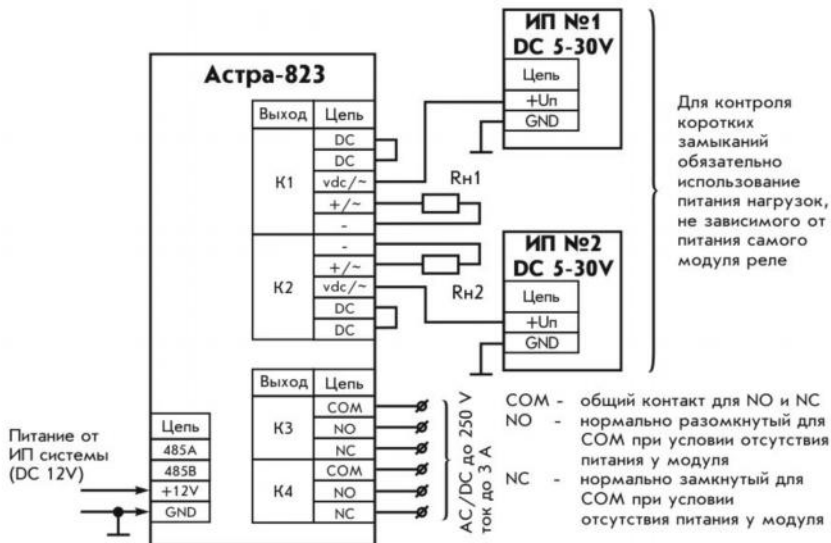 Астра-823
Выход Цепь
К1
DC
DC
vdc/~
+/~
-
К2
-
+/~
vdc/~
DC
DC
Rн1
Rн2
ИП №1
DC 5-30V
Цепь
+Uп
GND
ИП №2
DC 5-30V
Цепь
+Uп
GND
Для контроля
коротких
замыканий
обязательно
использование
питания нагрузок,
не зависимого от
питания самого
модуля реле
Выход Цепь
К3
COM
NO
NC
К4
COM
NO
NC
AC/DC до 250 V
ток до 3 А
Питание от
ИП системы
(DC 12V)
Цепь
485A
485B
+12V
GND
COM - общий контакт для NO и NC
NO - нормально разомкнутый для
COM при условии отсутствия
питания у модуля
NC - нормально замкнутый для
COM при условии
отсутствия питания у модуля